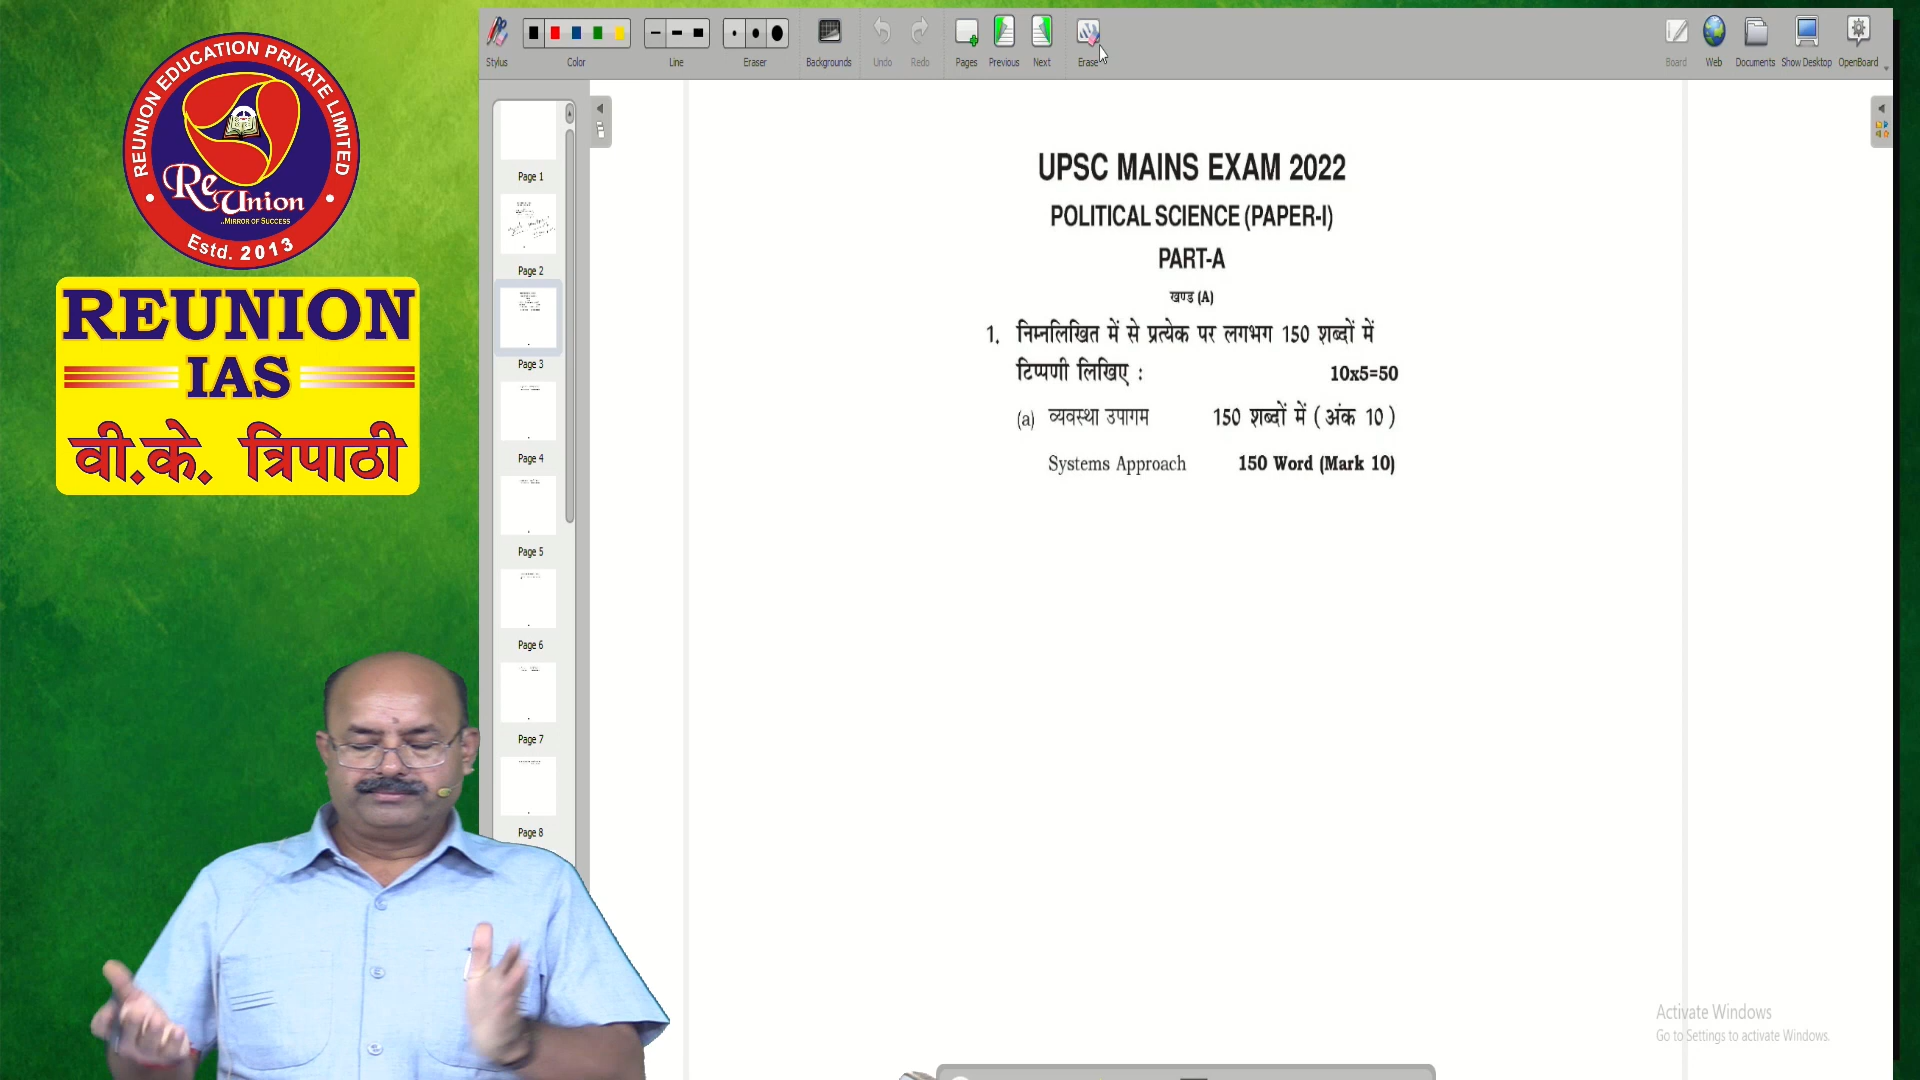 REUNION EDUCATION PRIVATE LIMITED
ReUnion
..MIRROR OF SUCCESS
Estd. 2013
REUNION
IAS
वी.के. त्रिपाठी
Stylus
Color
Line
Eraser
Backgrounds
Undo
Redo
Pages
Previous
Next
Erase
Board
Web
Documents
Show Desktop
OpenBoard
Page 1
Page 2
Page 3
Page 4
Page 5
Page 6
Page 7
Page 8
UPSC MAINS EXAM 2022
POLITICAL SCIENCE (PAPER-I)
PART-A
खण्ड (A)
1. निम्नलिखित में से प्रत्येक पर लगभग 150 शब्दों में
टिप्पणी लिखिए : 10x5=50
(a) व्यवस्था उपागम 150 शब्दों में ( अंक 10 )
Systems Approach 150 Word (Mark 10)
Activate Windows
Go to Settings to activate Windows.